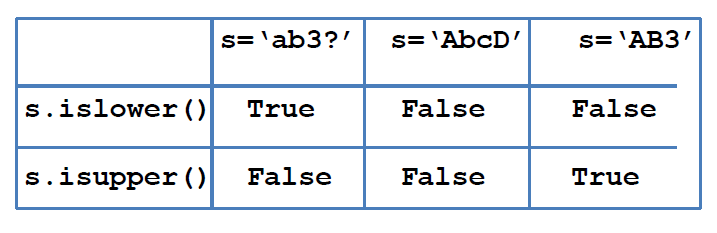 s=‘ab3?’ s=‘AbcD’ s=‘AB3’
s.islower() True False False
s.isupper() False False True